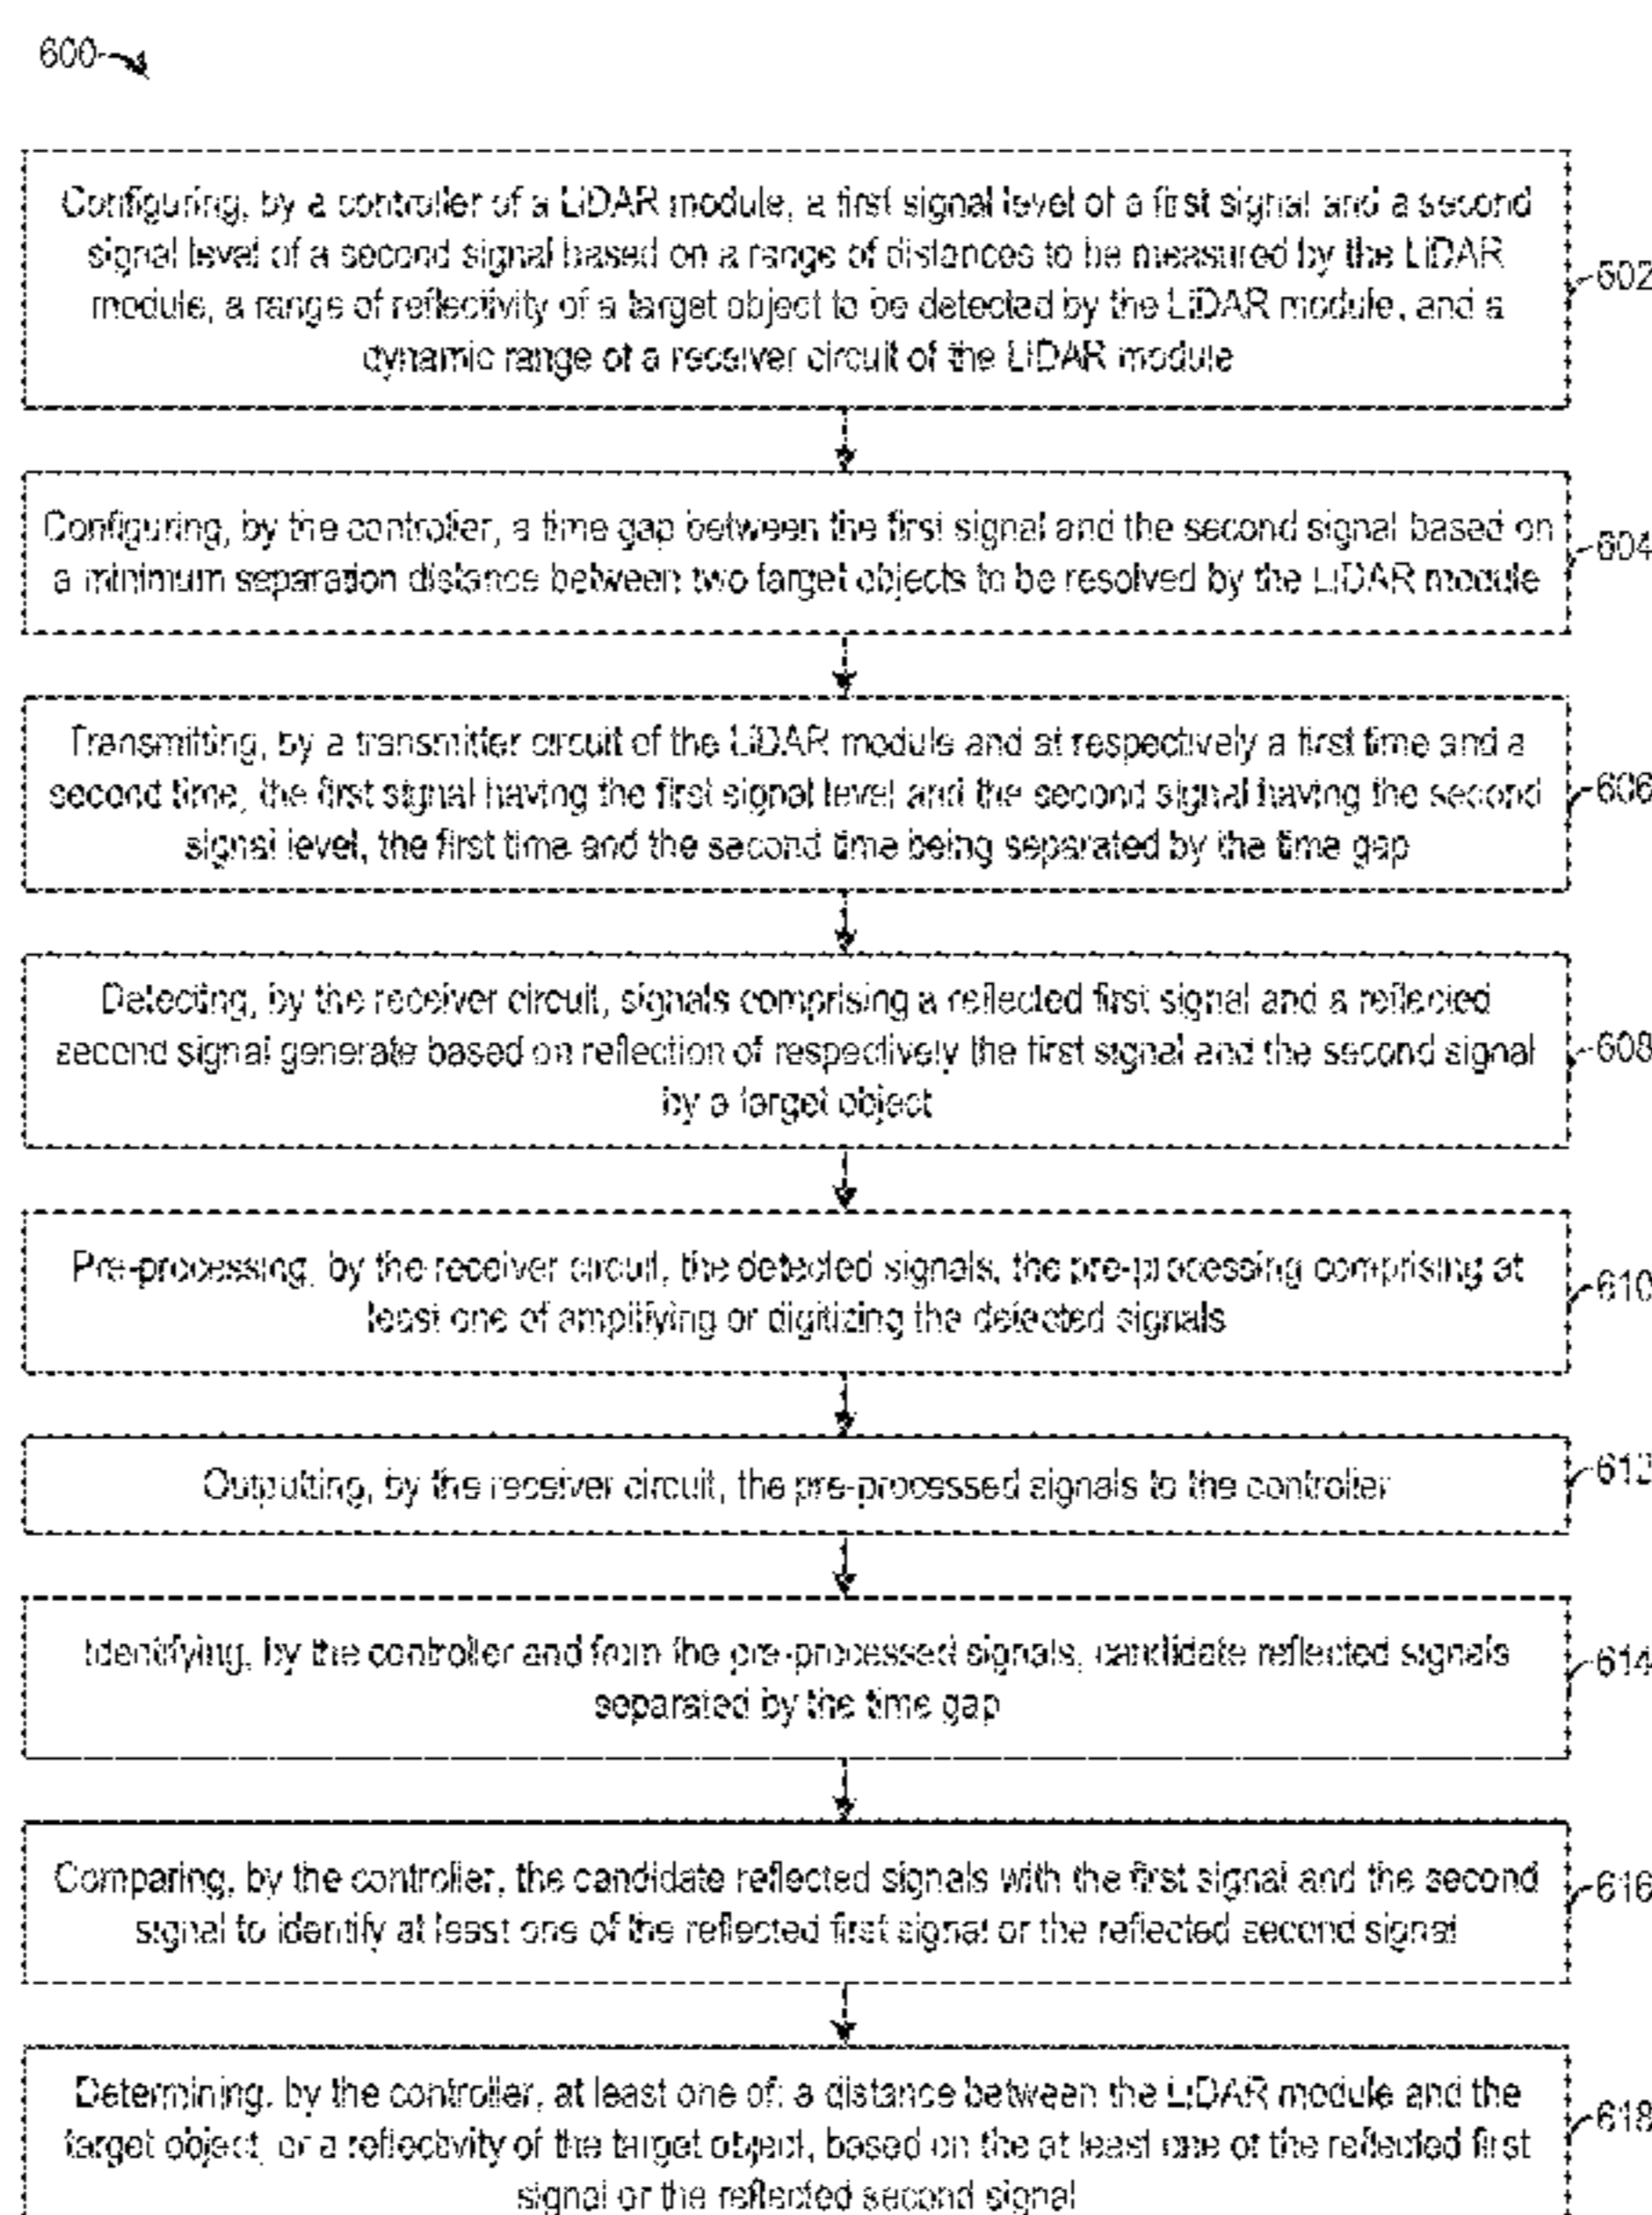 600
Configuring, by a controller of a LiDAR module, a first signal level of a first signal and a second
signal level of a second signal based on a range of distances to be measured by the LiDAR
module, a range of reflectivity of a target object to be detected by the LiDAR module, and a
dynamic range of a receiver circuit of the LiDAR module
602
Configuring, by the controller, a time gap between the first signal and the second signal based on
a minimum separation distance between two target objects to be resolved by the LiDAR module
604
Transmitting, by a transmitter circuit of the LiDAR module and at respectively a first time and a
second time, the first signal having the first signal level and the second signal having the second
signal level, the first time and the second time being separated by the time gap
606
Detecting, by the receiver circuit, signals comprising a reflected first signal and a reflected
second signal generate based on reflection of respectively the first signal and the second signal
by a target object
608
Pre-processing, by the receiver circuit, the detected signals, the pre-processing comprising at
least one of amplifying or digitizing the detected signals
610
Outputting, by the receiver circuit, the pre-processed signals to the controller
612
Identifying, by the controller and from the pre-processed signals, candidate reflected signals
separated by the time gap
614
Comparing, by the controller, the candidate reflected signals with the first signal and the second
signal to identify at least one of the reflected first signal or the reflected second signal
616
Determining, by the controller, at least one of: a distance between the LiDAR module and the
target object, or a reflectivity of the target object, based on the at least one of the reflected first
signal or the reflected second signal
618